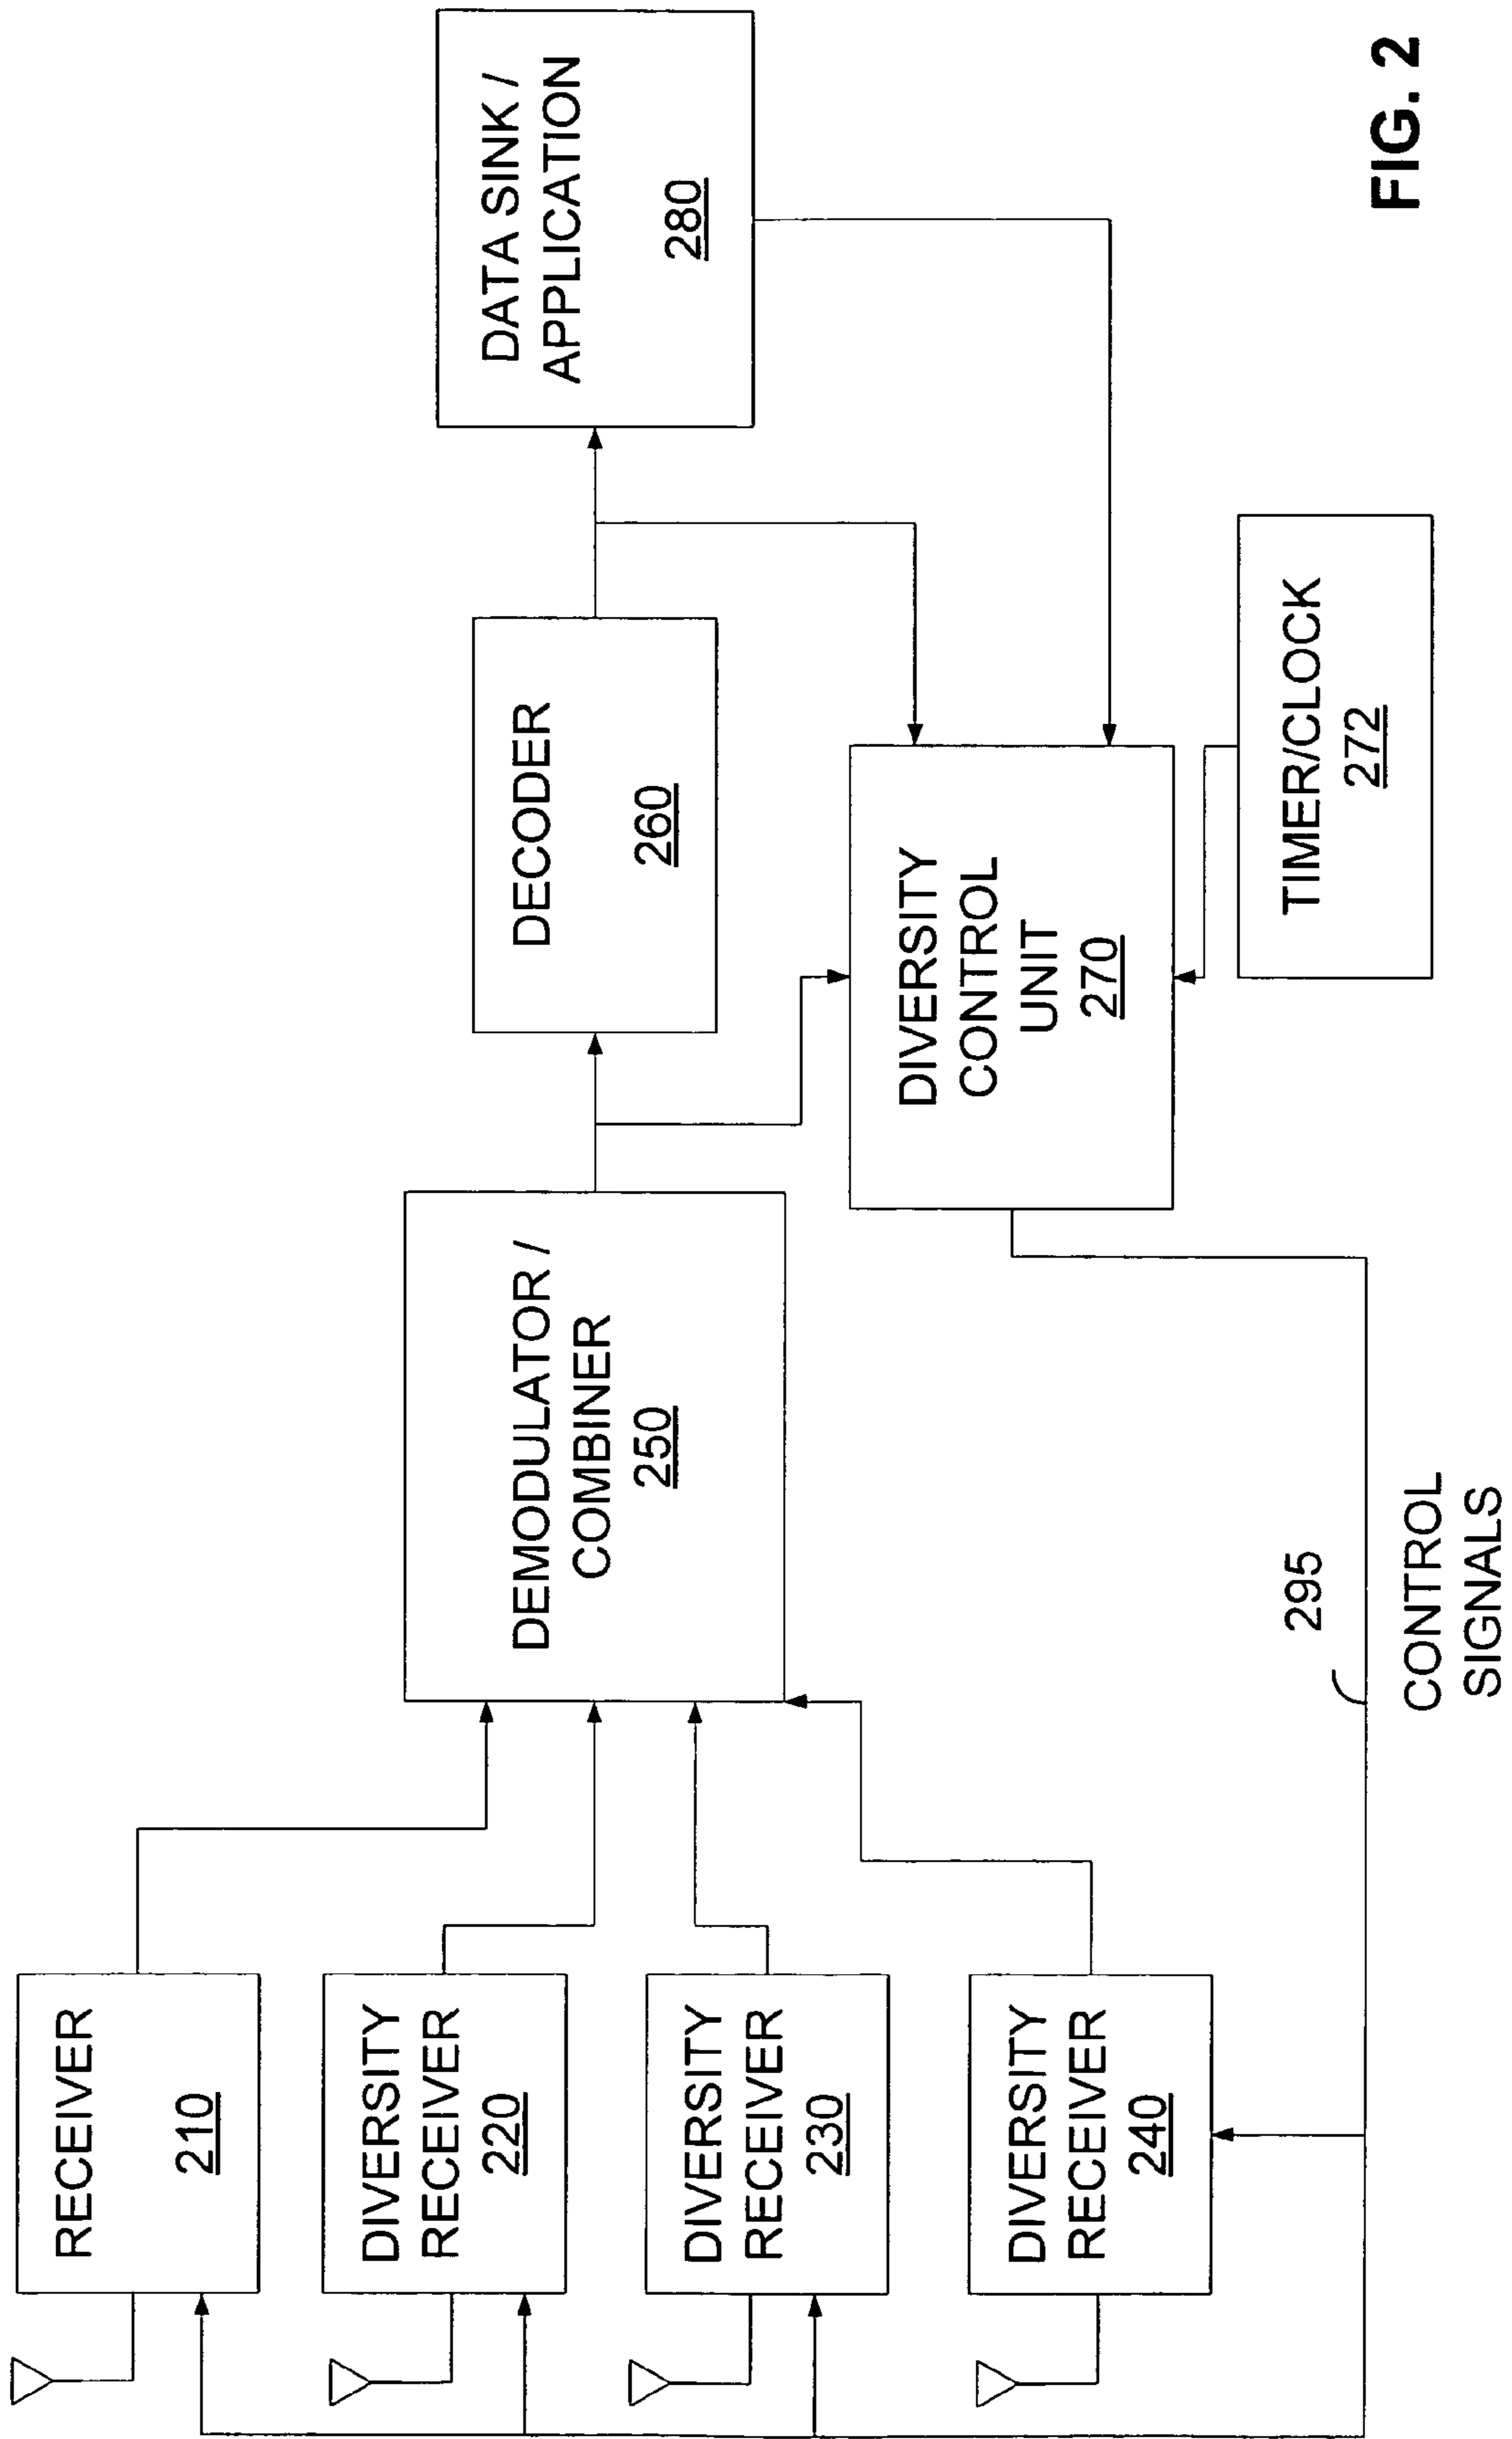 RECEIVER
210
DIVERSITY
RECEIVER
220
DIVERSITY
RECEIVER
230
DIVERSITY
RECEIVER
240
DEMODULATOR /
COMBINER
250
DECODER
260
DATA SINK /
APPLICATION
280
DIVERSITY
CONTROL
UNIT
270
TIMER/CLOCK
272
295
CONTROL
SIGNALS
FIG. 2